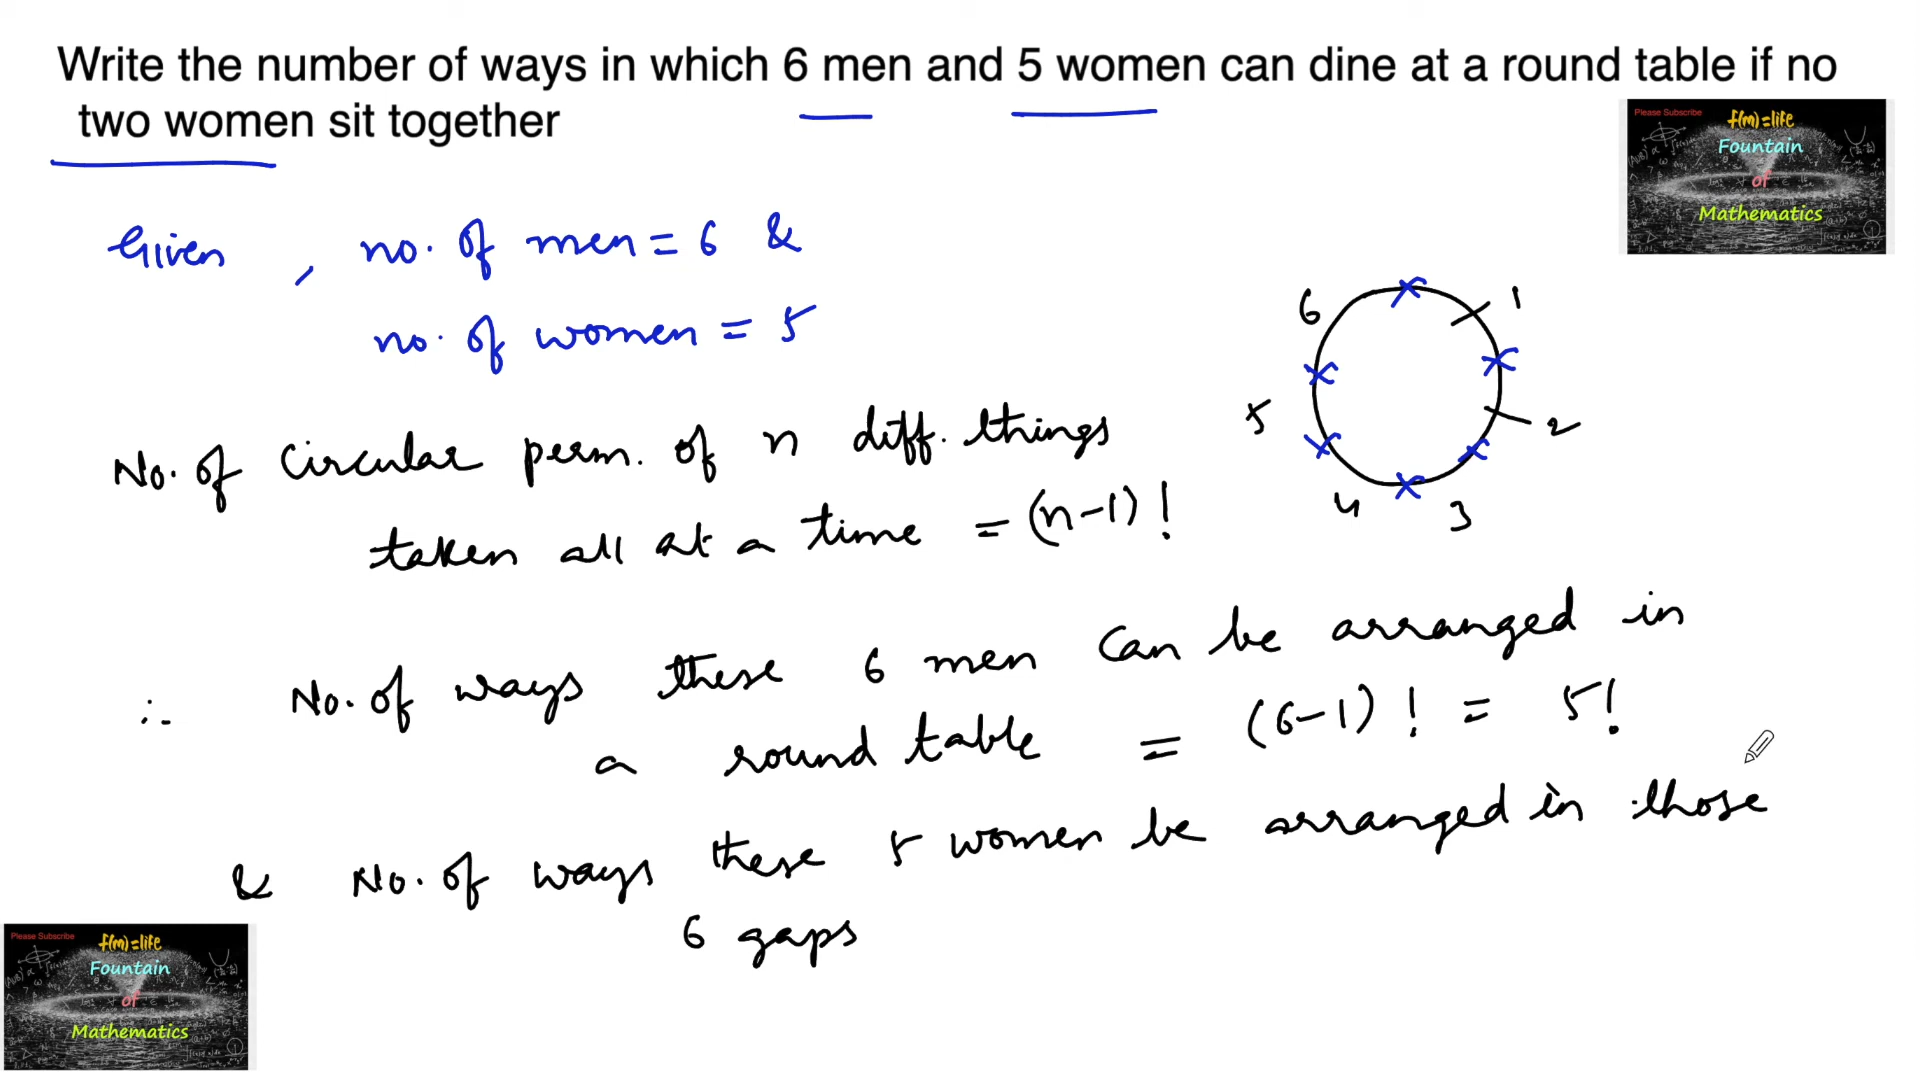 Write the number of ways in which 6 men and 5 women can dine at a round table if no
two women sit together
Please Subscribe
f(m)=life
Fountain
of
Mathematics
Given, no. of men = 6 &
no. of women = 5
6 1
5 2
4 3
No. of circular perm. of n diff. things
taken all at a time = (n-1)!
∴ No. of ways these 6 men can be arranged in
a round table = (6-1)! = 5!
& No. of ways these 5 women be arranged in those
6 gaps
Please Subscribe
f(m)=life
Fountain
of
Mathematics